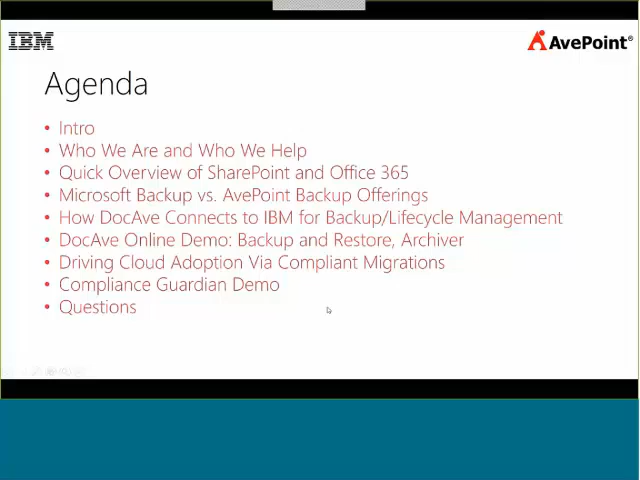 IBM
AvePoint®
Agenda
• Intro
• Who We Are and Who We Help
• Quick Overview of SharePoint and Office 365
• Microsoft Backup vs. AvePoint Backup Offerings
• How DocAve Connects to IBM for Backup/Lifecycle Management
• DocAve Online Demo: Backup and Restore, Archiver
• Driving Cloud Adoption Via Compliant Migrations
• Compliance Guardian Demo
• Questions